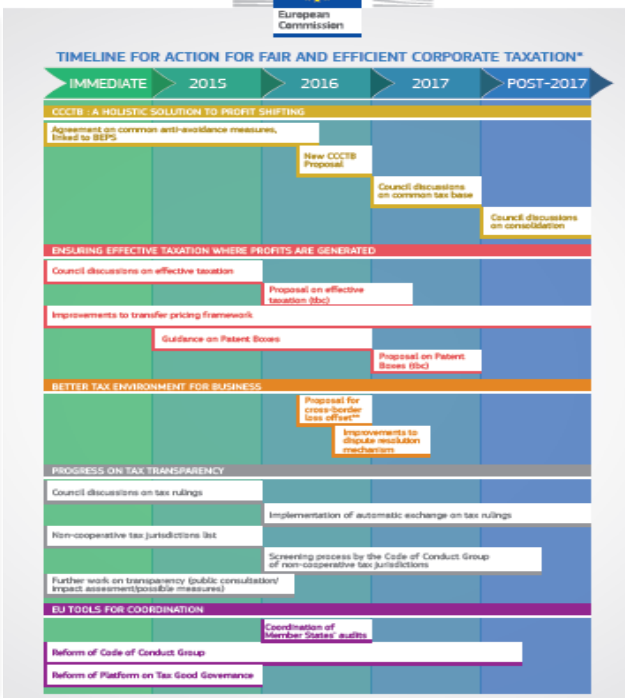 European
Commission
TIMELINE FOR ACTION FOR FAIR AND EFFICIENT CORPORATE TAXATION*
IMMEDIATE
2015
2016
2017
POST-2017
CCCTB : A HOLISTIC SOLUTION TO PROFIT SHIFTING
Agreement on common anti-avoidance measures,
linked to BEPS
New CCCTB
Proposal
Council discussions
on common tax base
Council discussions
on consolidation
ENSURING EFFECTIVE TAXATION WHERE PROFITS ARE GENERATED
Council discussions on effective taxation
Proposal on effective
taxation (tbc)
Improvements to transfer pricing framework
Guidance on Patent Boxes
Proposal on Patent
Boxes (tbc)
BETTER TAX ENVIRONMENT FOR BUSINESS
Proposal for
cross-border
loss offset**
Improvements to
dispute resolution
mechanism
PROGRESS ON TAX TRANSPARENCY
Council discussions on tax rulings
Implementation of automatic exchange on tax rulings
Non-cooperative tax jurisdictions list
Screening process by the Code of Conduct Group
of non-cooperative tax jurisdictions
Further work on transparency (public consultation/
impact assesment/possible measures)
EU TOOLS FOR COORDINATION
Coordination of
Member States' audits
Reform of Code of Conduct Group
Reform of Platform on Tax Good Governance